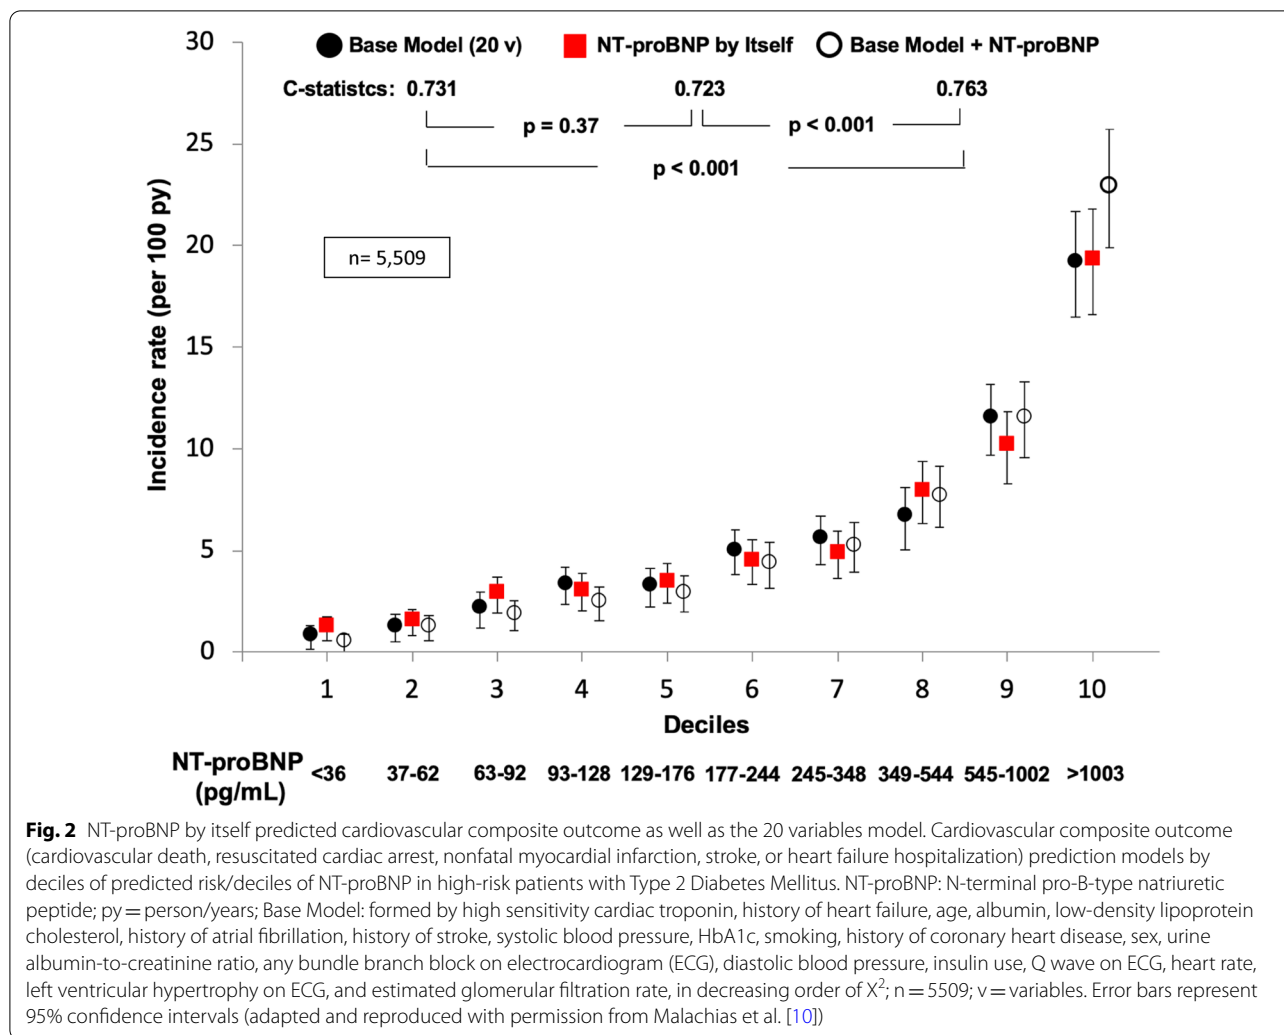 30
Base Model (20 v) NT-proBNP by Itself Base Model + NT-proBNP
C-statistcs: 0.731 0.723 0.763
p = 0.37 p < 0.001
25
p < 0.001
20
n= 5,509
15
10
5
0
Incidence rate (per 100 py)
1 2 3 4 5 6 7 8 9 10
Deciles
NT-proBNP
(pg/mL)
<36 37-62 63-92 93-128 129-176 177-244 245-348 349-544 545-1002 >1003
Fig. 2 NT-proBNP by itself predicted cardiovascular composite outcome as well as the 20 variables model. Cardiovascular composite outcome
(cardiovascular death, resuscitated cardiac arrest, nonfatal myocardial infarction, stroke, or heart failure hospitalization) prediction models by
deciles of predicted risk/deciles of NT-proBNP in high-risk patients with Type 2 Diabetes Mellitus. NT-proBNP: N-terminal pro-B-type natriuretic
peptide; py = person/years; Base Model: formed by high sensitivity cardiac troponin, history of heart failure, age, albumin, low-density lipoprotein
cholesterol, history of atrial fibrillation, history of stroke, systolic blood pressure, HbA1c, smoking, history of coronary heart disease, sex, urine
albumin-to-creatinine ratio, any bundle branch block on electrocardiogram (ECG), diastolic blood pressure, insulin use, Q wave on ECG, heart rate,
left ventricular hypertrophy on ECG, and estimated glomerular filtration rate, in decreasing order of X²; n = 5509; v = variables. Error bars represent
95% confidence intervals (adapted and reproduced with permission from Malachias et al. [10])